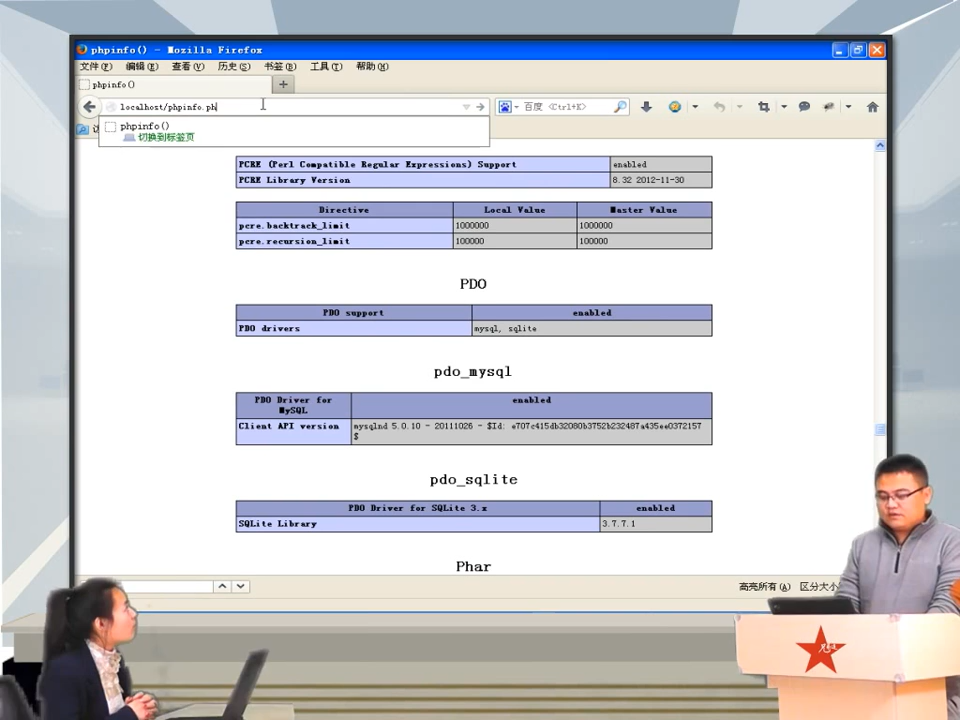 phpinfo() - Mozilla Firefox
文件(F) 编辑(E) 查看(V) 历史(S) 书签(B) 工具(T) 帮助(H)
phpinfo()
localhost/phpinfo.ph
百度 <Ctrl+K>
phpinfo()
切换到标签页
PCRE (Perl Compatible Regular Expressions) Support enabled
PCRE Library Version 8.32 2012-11-30
Directive Local Value Master Value
pcre.backtrack_limit 1000000 1000000
pcre.recursion_limit 100000 100000
PDO
PDO support enabled
PDO drivers mysql, sqlite
pdo_mysql
PDO Driver for MySQL enabled
Client API version mysqlnd 5.0.10 - 20111026 - $Id: e707c415db32080b3752b232487a435ee0372157 $
pdo_sqlite
PDO Driver for SQLite 3.x enabled
SQLite Library 3.7.7.1
Phar
高亮所有(A) 区分大小